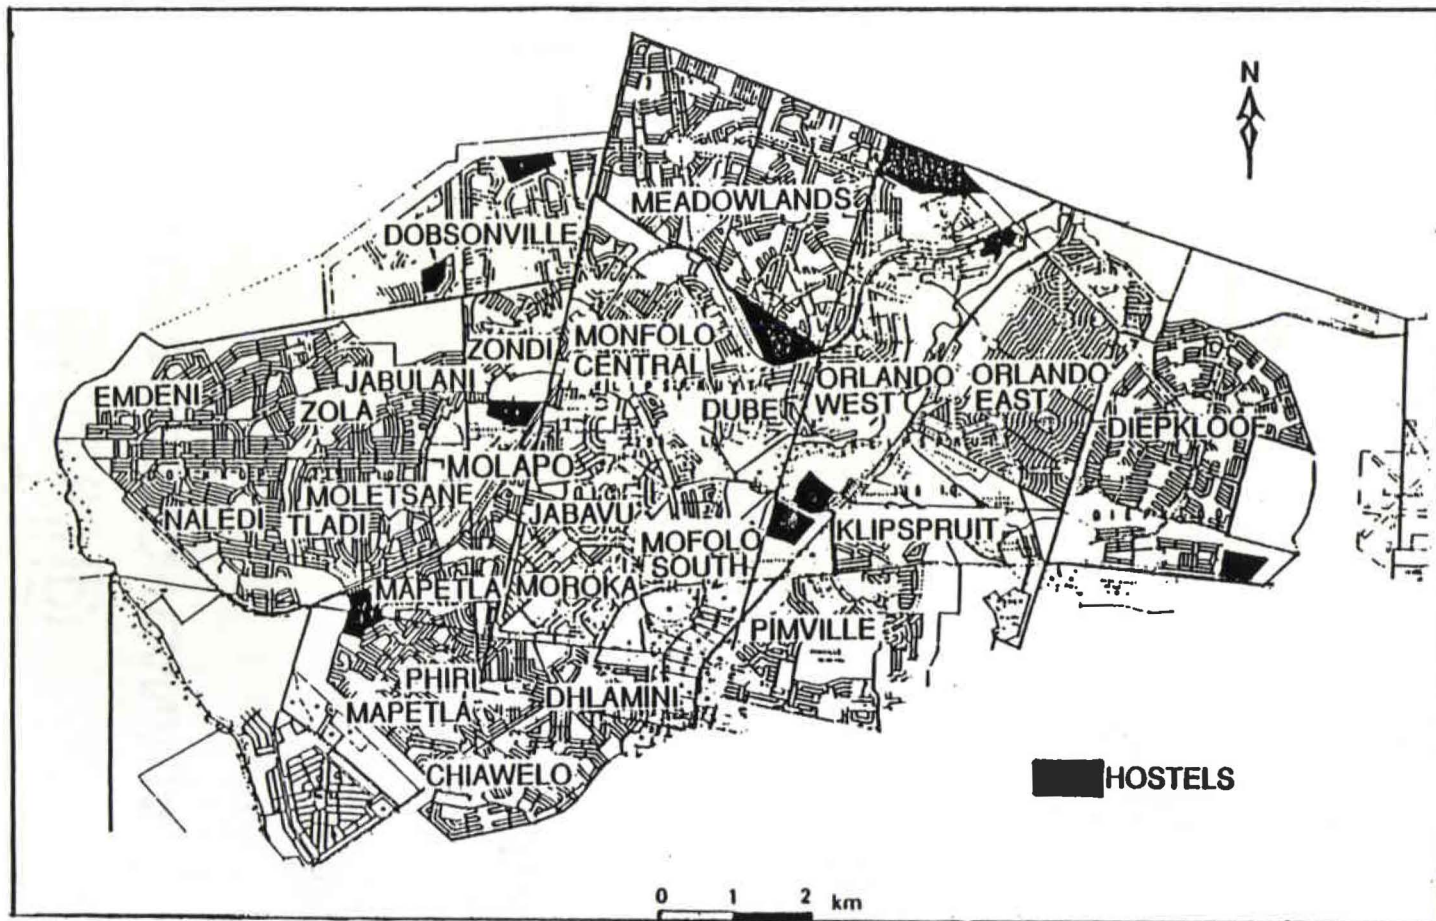 N
MEADOWLANDS
DOBSONVILLE
ZONDI
MONFOLO
CENTRAL
JABULANI
EMDENI
ZOLA
DUBE
ORLANDO
WEST
ORLANDO
EAST
DIEPKLOOF
MOLAPO
MOLETSANE
NALEDI
TLADI
JABAVU
MOFOLO
SOUTH
KLIPSPRUIT
MAPETLA
MOROKA
PIMVILLE
PHIRI
MAPETLA
DHLAMINI
CHIAWELO
HOSTELS
0 1 2 km